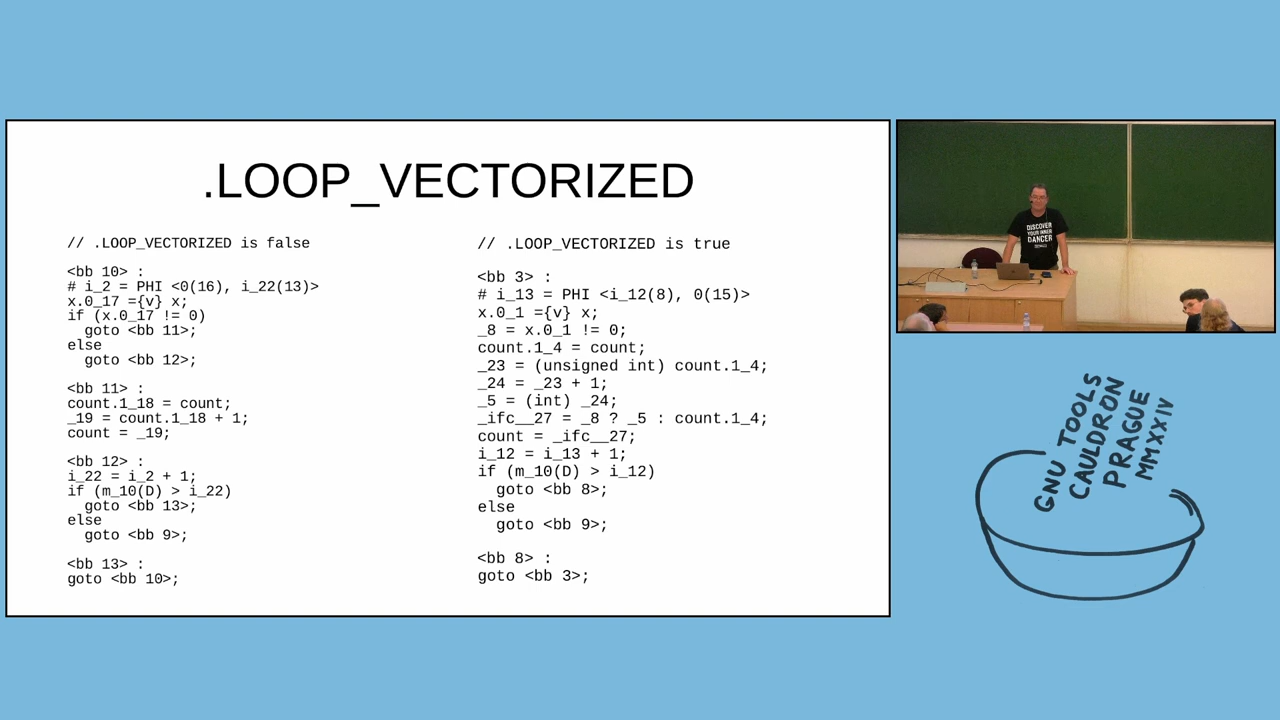 .LOOP_VECTORIZED
// .LOOP_VECTORIZED is false
<bb 10> :
# i_2 = PHI <0(16), i_22(13)>
x.0_17 ={v} x;
if (x.0_17 != 0)
  goto <bb 11>;
else
  goto <bb 12>;
<bb 11> :
count.1_18 = count;
_19 = count.1_18 + 1;
count = _19;
<bb 12> :
i_22 = i_2 + 1;
if (m_10(D) > i_22)
  goto <bb 13>;
else
  goto <bb 9>;
<bb 13> :
goto <bb 10>;
// .LOOP_VECTORIZED is true
<bb 3> :
# i_13 = PHI <i_12(8), 0(15)>
x.0_1 ={v} x;
_8 = x.0_1 != 0;
count.1_4 = count;
_23 = (unsigned int) count.1_4;
_24 = _23 + 1;
_5 = (int) _24;
_ifc__27 = _8 ? _5 : count.1_4;
count = _ifc__27;
i_12 = i_13 + 1;
if (m_10(D) > i_12)
  goto <bb 8>;
else
  goto <bb 9>;
<bb 8> :
goto <bb 3>;
DISCOVER
YOUR INNER
DANCER
GNU TOOLS
CAULDRON
PRAGUE
MMXXIV